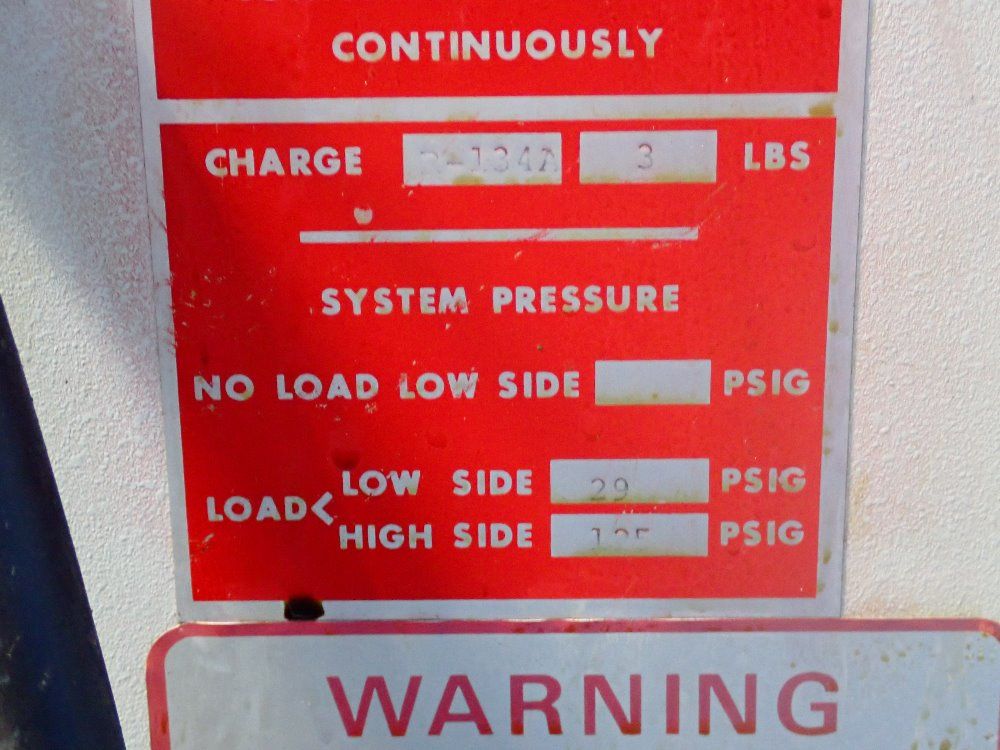 CONTINUOUSLY
CHARGE R-134A 3 LBS
SYSTEM PRESSURE
NO LOAD LOW SIDE PSIG
LOAD< LOW SIDE 29 PSIG
HIGH SIDE PSIG
WARNING